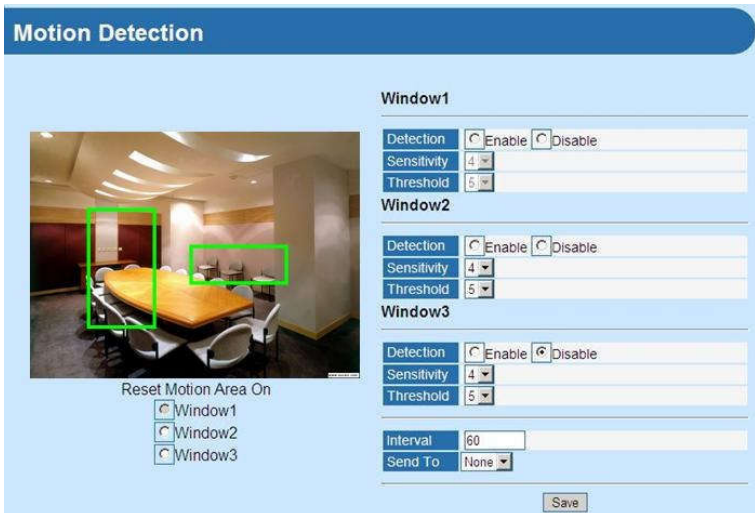 Motion Detection
Window1
Detection Enable Disable
Sensitivity 4
Threshold 5
Window2
Detection Enable Disable
Sensitivity 4
Threshold 5
Window3
Detection Enable Disable
Sensitivity 4
Threshold 5
Interval 60
Send To None
Save
Reset Motion Area On
Window1
Window2
Window3